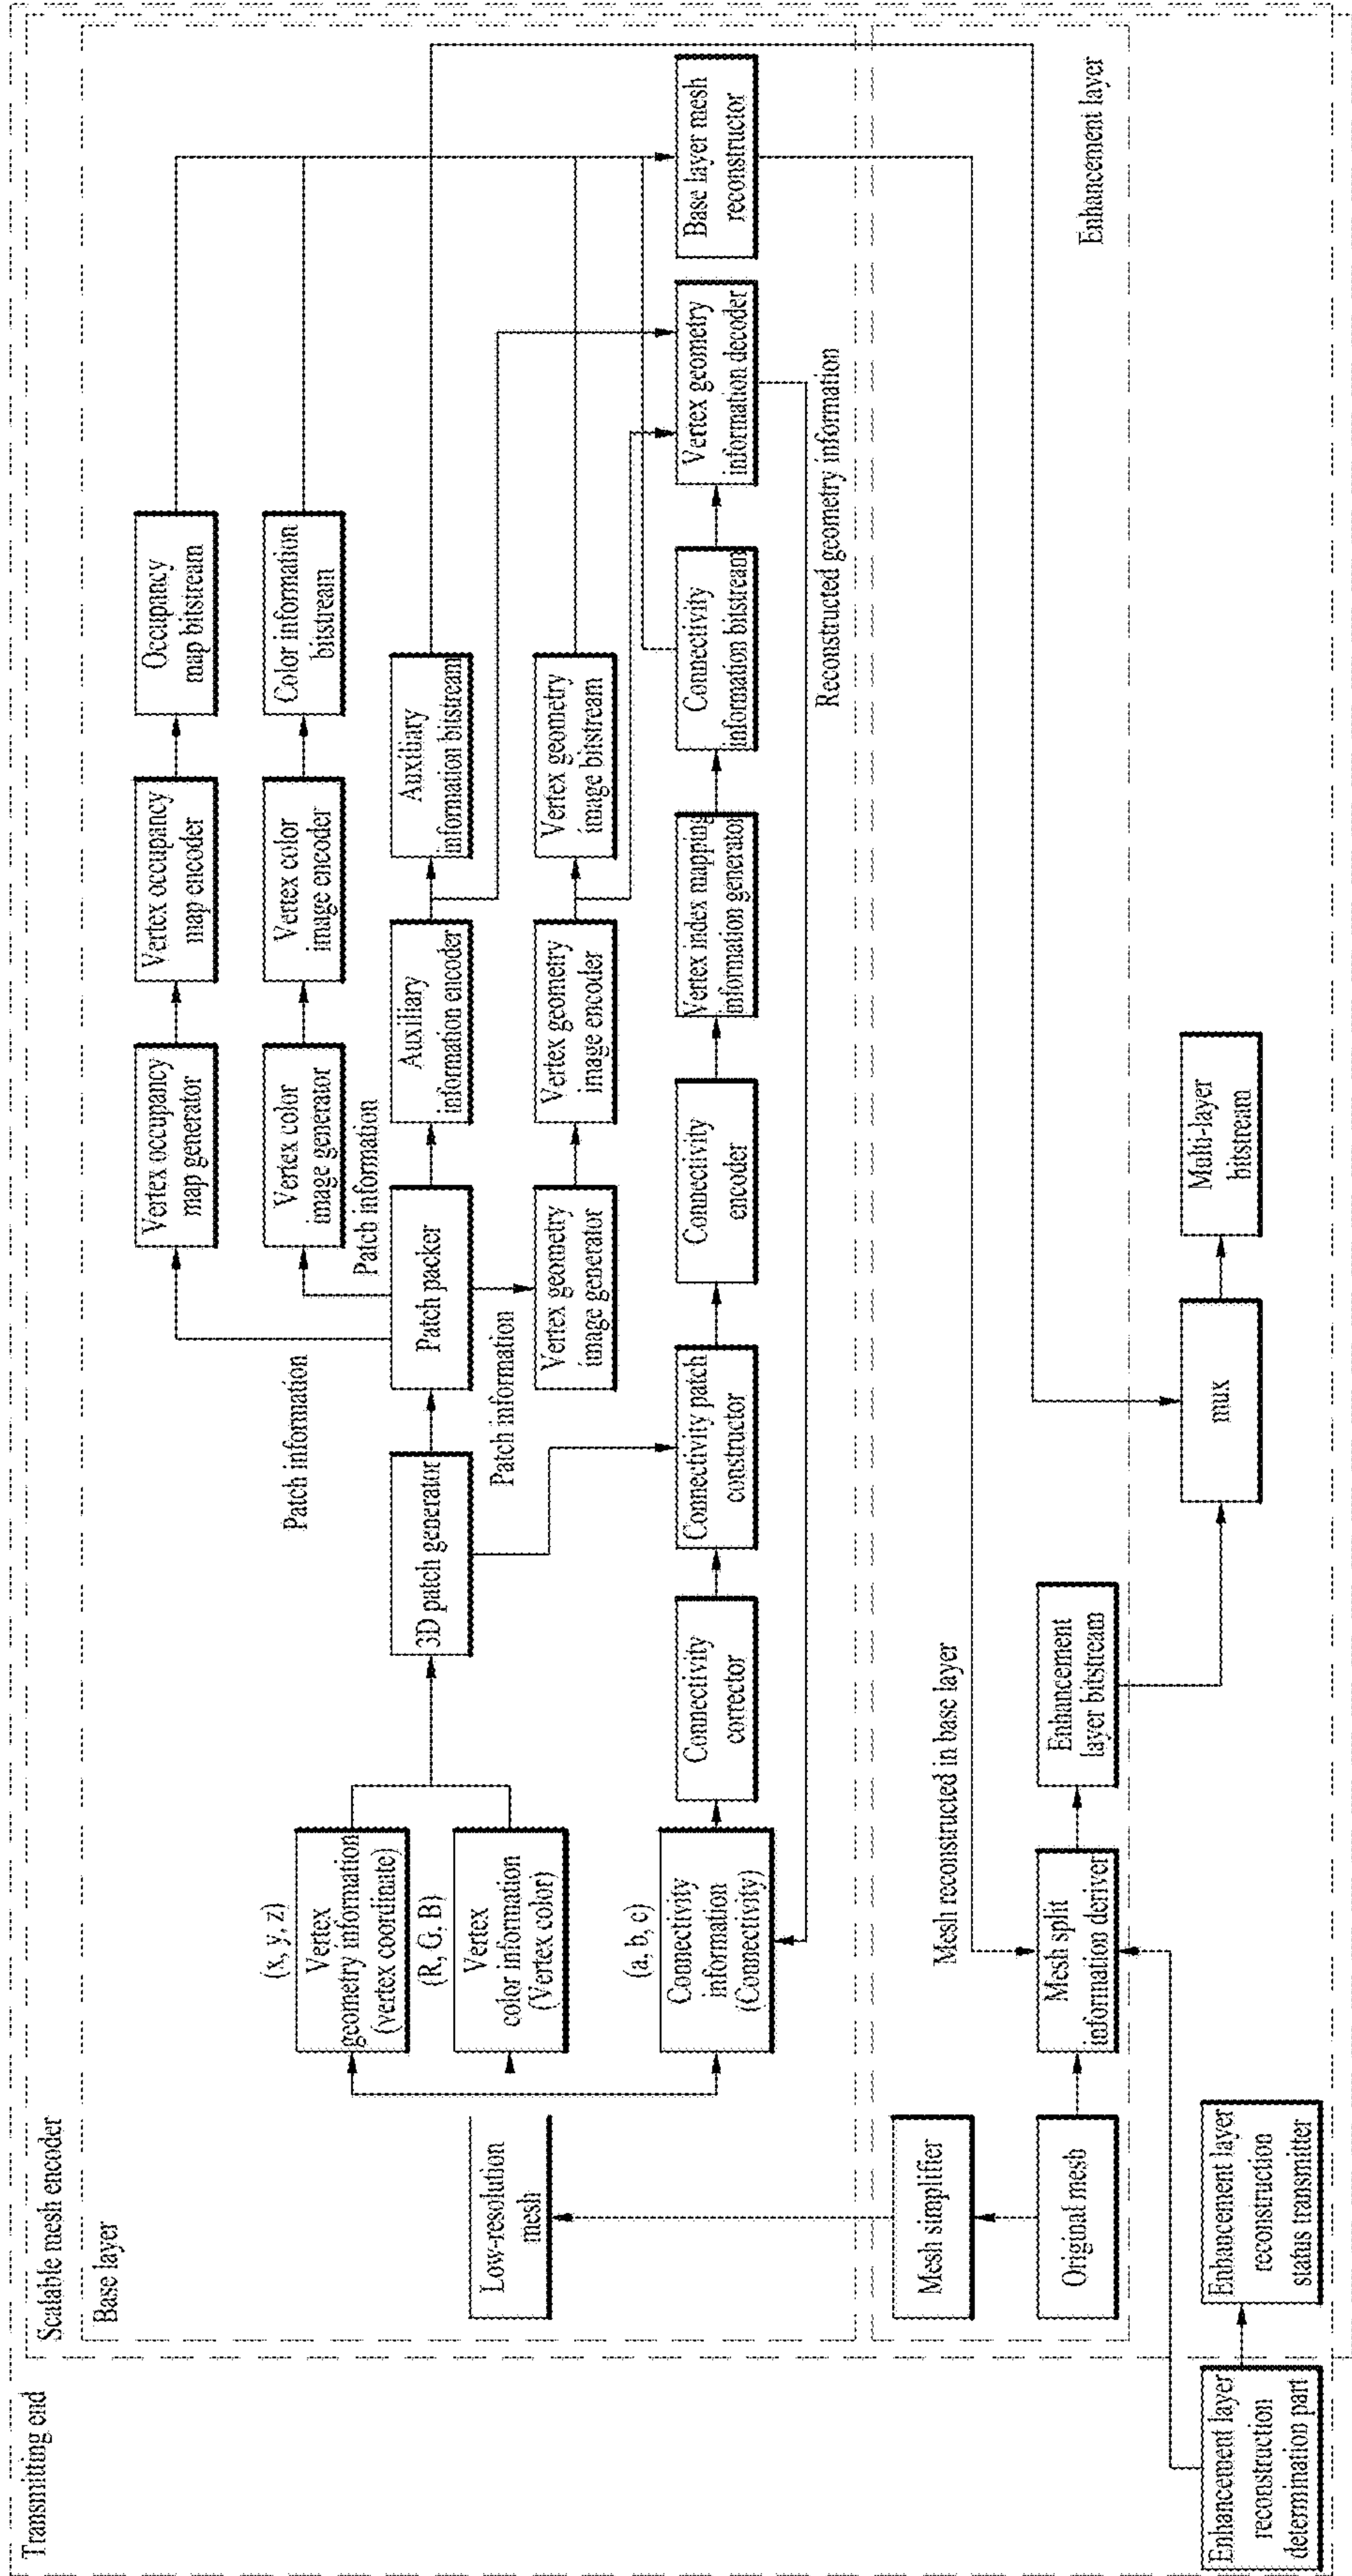 Transmitting end
Scalable mesh encoder
Base layer
Low-resolution
mesh
(x, y, z)
Vertex
geometry information
(vertex coordinate)
(R, G, B)
Vertex
color information
(Vertex color)
(a, b, c)
Connectivity
information
(Connectivity)
3D patch generator
Patch packer
Patch information
Patch information
Patch information
Vertex occupancy
map generator
Vertex occupancy
map encoder
Occupancy
map bitstream
Vertex color
image generator
Vertex color
image encoder
Color information
bitstream
Auxiliary
information encoder
Auxiliary
information bitstream
Vertex geometry
image generator
Vertex geometry
image encoder
Vertex geometry
image bitstream
Connectivity
corrector
Connectivity patch
constructor
Connectivity
encoder
Vertex index mapping
information generator
Connectivity
information bitstream
Vertex geometry
information decoder
Base layer mesh
reconstructor
Reconstructed geometry information
Mesh simplifier
Original mesh
Mesh reconstructed in base layer
Mesh split
information deriver
Enhancement
layer bitstream
Enhancement layer
mux
Multi-layer
bitstream
Enhancement layer
reconstruction
determination part
Enhancement layer
reconstruction
status transmitter